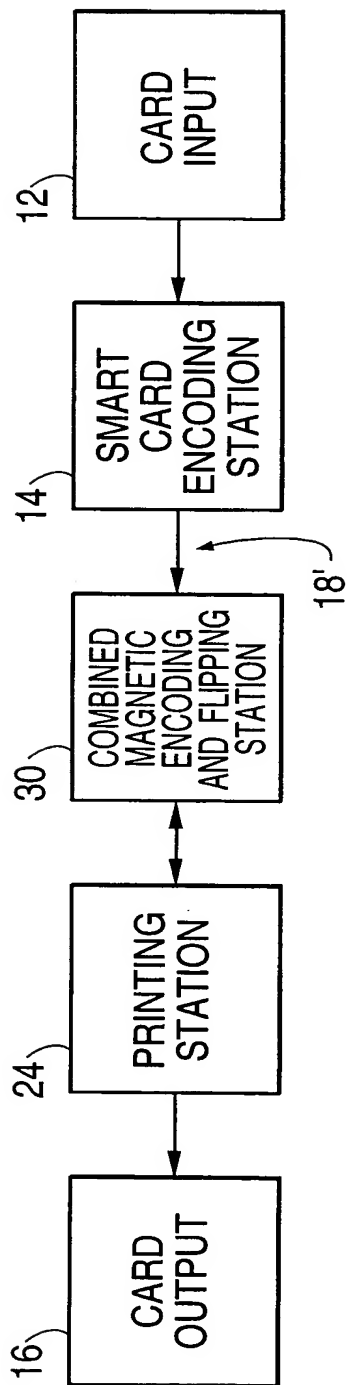 12
CARD
INPUT
14
SMART
CARD
ENCODING
STATION
18'
30
COMBINED
MAGNETIC
ENCODING
AND FLIPPING
STATION
24
PRINTING
STATION
16
CARD
OUTPUT